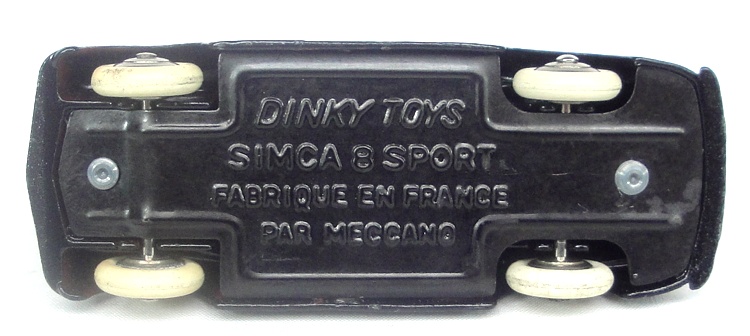 DINKY TOYS
SIMCA 8 SPORT.
FABRIQUE EN FRANCE
PAR MECCANO